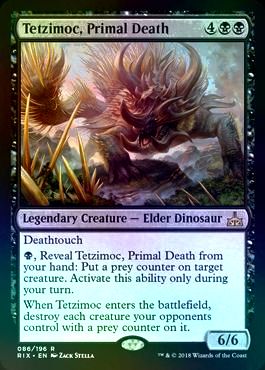 Tetzimoc, Primal Death 4
Legendary Creature — Elder Dinosaur
Deathtouch
, Reveal Tetzimoc, Primal Death from
your hand: Put a prey counter on target
creature. Activate this ability only during
your turn.
When Tetzimoc enters the battlefield,
destroy each creature your opponents
control with a prey counter on it.
6/6
086/196 R
RIX • EN ZACK STELLA
™ & © 2018 Wizards of the Coast